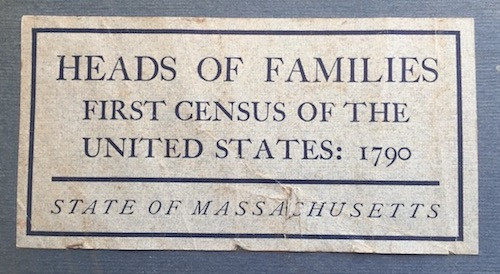 HEADS OF FAMILIES
FIRST CENSUS OF THE
UNITED STATES: 1790
STATE OF MASSACHUSETTS